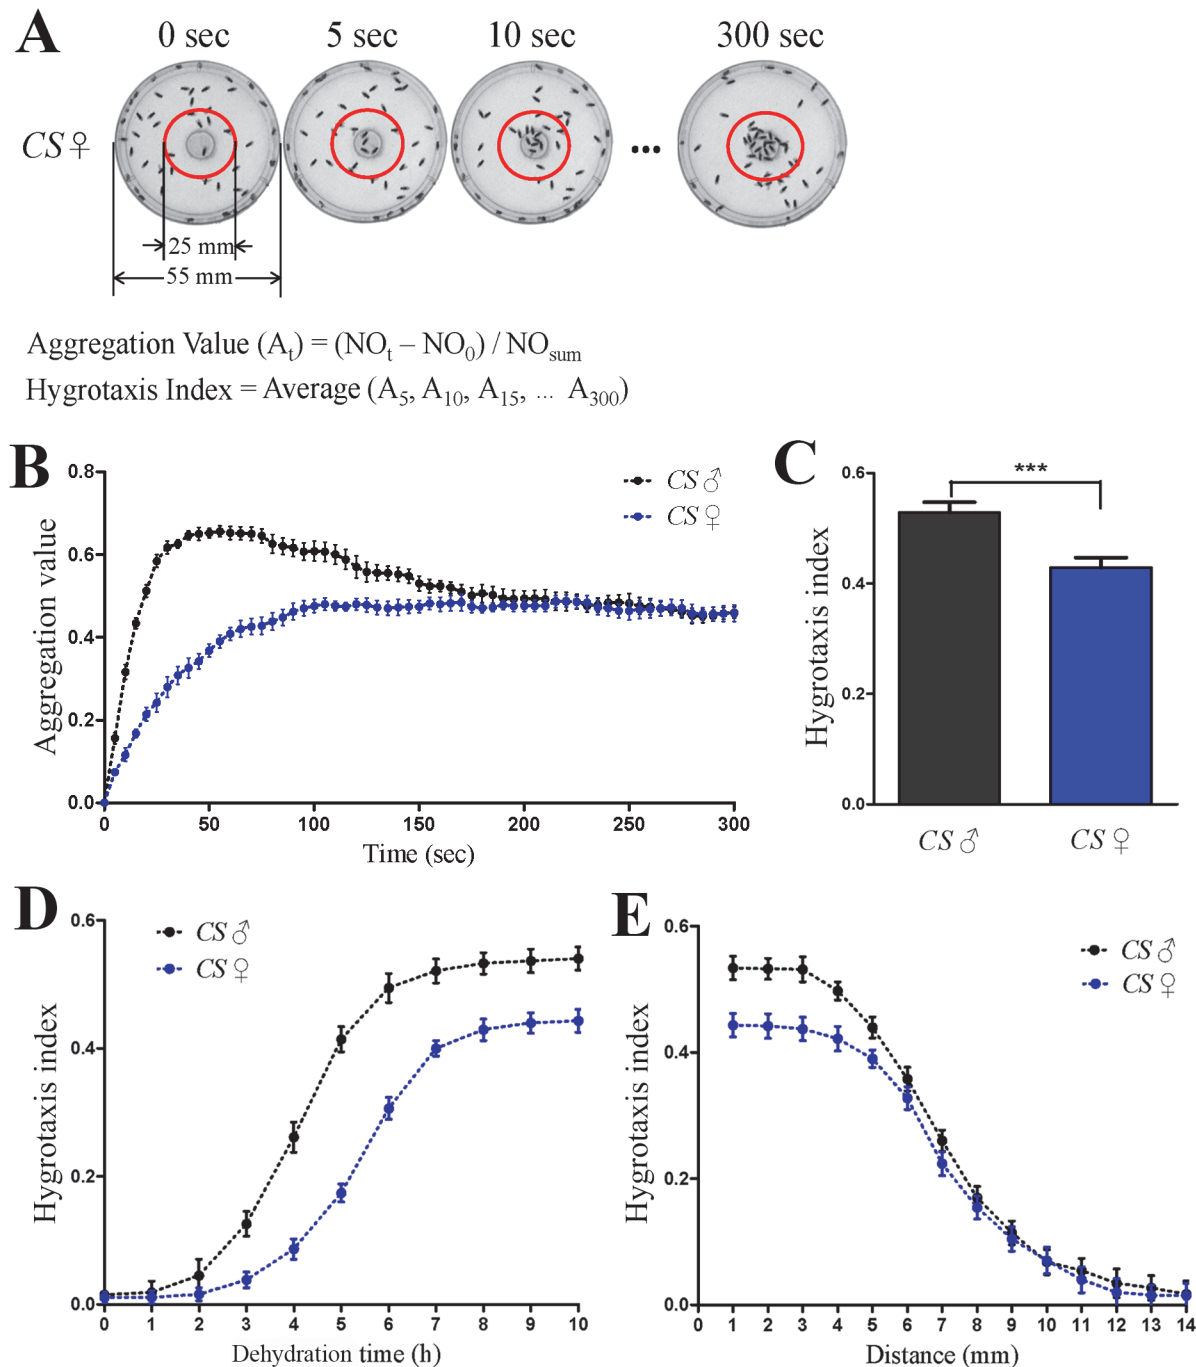 A
0 sec 5 sec 10 sec 300 sec
CS♀
...
25 mm
55 mm
Aggregation Value (Aₜ) = (NOₜ – NO₀) / NOₛᵤₘ
Hygrotaxis Index = Average (A₅, A₁₀, A₁₅, ... A₃₀₀)
B
CS♂
CS♀
Aggregation value
0.8
0.6
0.4
0.2
0.0
0 50 100 150 200 250 300
Time (sec)
C
***
Hygrotaxis index
0.6
0.4
0.2
0.0
CS♂ CS♀
D
CS♂
CS♀
Hygrotaxis index
0.6
0.4
0.2
0.0
0 1 2 3 4 5 6 7 8 9 10
Dehydration time (h)
E
CS♂
CS♀
Hygrotaxis index
0.6
0.4
0.2
0.0
0 1 2 3 4 5 6 7 8 9 10 11 12 13 14
Distance (mm)